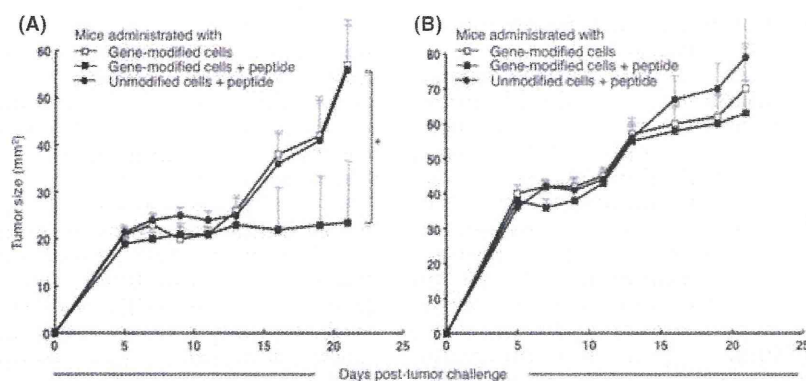 (A)
Mice administrated with
Gene-modified cells
Gene-modified cells + peptide
Unmodified cells + peptide
Tumor size (mm²)
60
50
40
30
20
10
0
*
0 5 10 15 20 25
(B)
Mice administrated with
Gene-modified cells
Gene-modified cells + peptide
Unmodified cells + peptide
80
70
60
50
40
30
20
10
0
0 5 10 15 20 25
Days post-tumor challenge